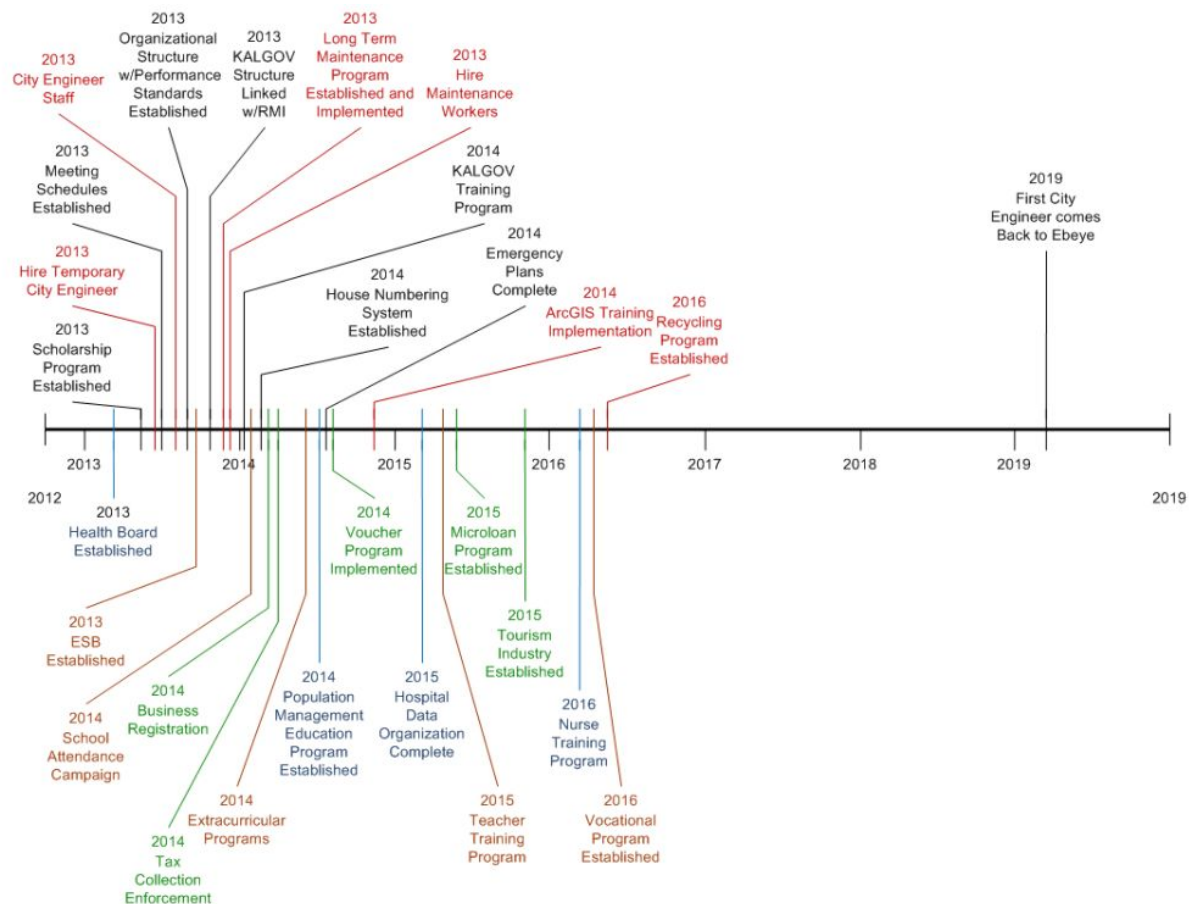 2013
Organizational
Structure
w/Performance
Standards
Established
2013
KALGOV
Structure
Linked
w/RMI
2013
Long Term
Maintenance
Program
Established and
Implemented
2013
City Engineer
Staff
2013
Hire
Maintenance
Workers
2013
Meeting
Schedules
Established
2014
KALGOV
Training
Program
2019
First City
Engineer comes
Back to Ebeye
2013
Hire Temporary
City Engineer
2014
Emergency
Plans
Complete
2014
House Numbering
System
Established
2014
ArcGIS Training
Implementation
2016
Recycling
Program
Established
2013
Scholarship
Program
Established
2013
2014
2015
2016
2017
2018
2019
2012
2019
2013
Health Board
Established
2014
Voucher
Program
Implemented
2015
Microloan
Program
Established
2013
ESB
Established
2015
Tourism
Industry
Established
2014
Business
Registration
2014
Population
Management
Education
Program
Established
2015
Hospital
Data
Organization
Complete
2016
Nurse
Training
Program
2014
School
Attendance
Campaign
2014
Extracurricular
Programs
2015
Teacher
Training
Program
2016
Vocational
Program
Established
2014
Tax
Collection
Enforcement